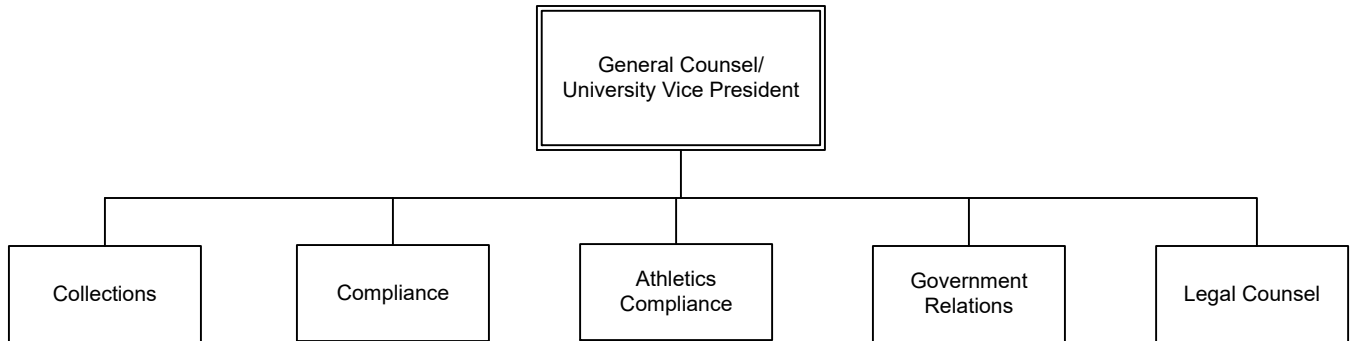 General Counsel/
University Vice President
Collections
Compliance
Athletics
Compliance
Government
Relations
Legal Counsel